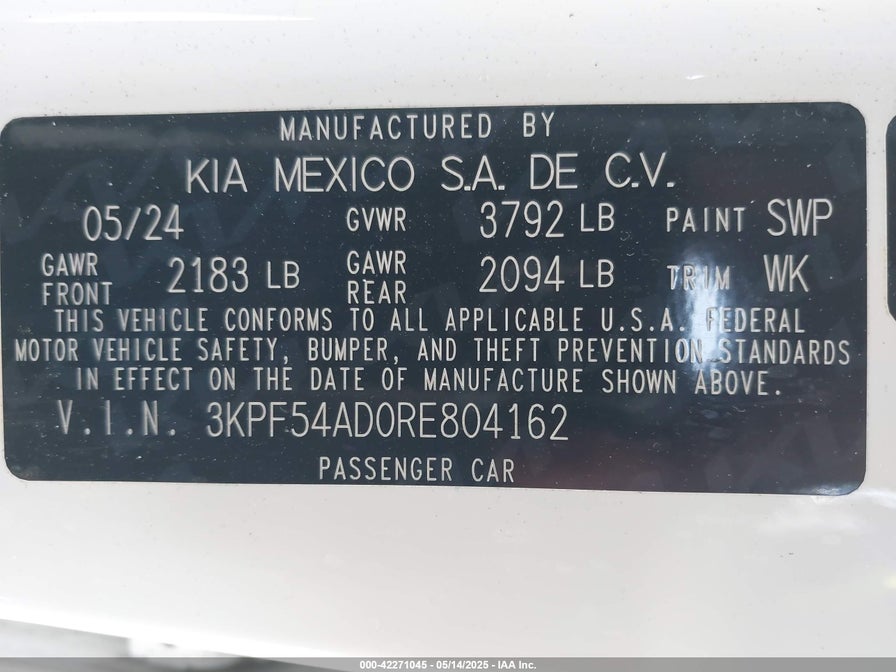 MANUFACTURED BY
KIA MEXICO S.A. DE C.V.
05/24 GVWR 3792 LB PAINT SWP
GAWR FRONT 2183 LB GAWR REAR 2094 LB TRIM WK
THIS VEHICLE CONFORMS TO ALL APPLICABLE U.S.A. FEDERAL
MOTOR VEHICLE SAFETY, BUMPER, AND THEFT PREVENTION STANDARDS
IN EFFECT ON THE DATE OF MANUFACTURE SHOWN ABOVE.
V.I.N. 3KPF54AD0RE804162
PASSENGER CAR
000-42271045 / 05/14/2025 - IAA Inc.